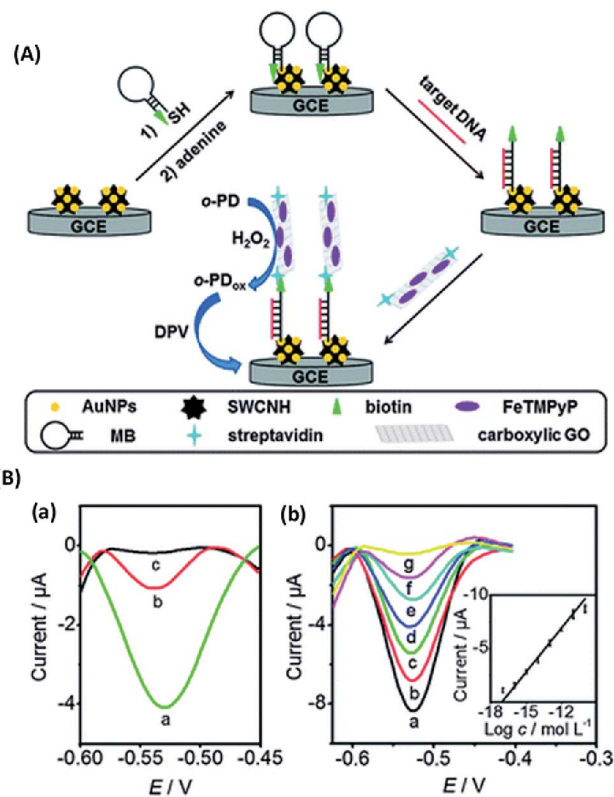 (A)
1) SH
2) adenine
GCE
GCE
target DNA
GCE
o-PD
H₂O₂
o-PDox
DPV
GCE
AuNPs SWCNH biotin FeTMPyP
MB streptavidin carboxylic GO
(B)
(a) (b)
Current / µA
0
-2
-4
c
b
a
-0.60 -0.55 -0.50 -0.45
E / V
Current / µA
0
-4
-8
g
f
e
d
c
b
a
-0.6 -0.5 -0.4 -0.3
E / V
Current / µA
-10
-5
-18 -15 -12
Log c / mol L⁻¹